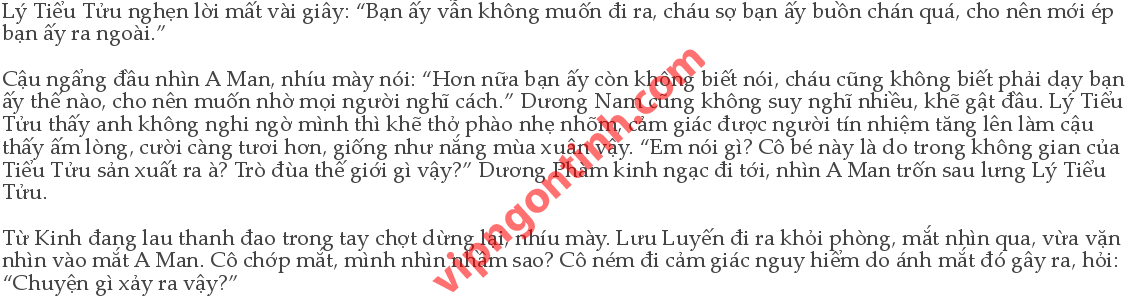 Lý Tiểu Tửu nghẹn lời mất vài giây: “Bạn ấy vẫn không muốn đi ra, cháu sợ bạn ấy buồn chán quá, cho nên mới ép
bạn ấy ra ngoài.”
Cậu ngẩng đầu nhìn A Man, nhíu mày nói: “Hơn nữa bạn ấy còn không biết nói, cháu cũng không biết phải dạy bạn
ấy thế nào, cho nên muốn nhờ mọi người nghĩ cách.” Dương Nam cũng không suy nghĩ nhiều, khẽ gật đầu. Lý Tiểu
Tửu thấy anh không nghi ngờ mình thì khẽ thở phào nhẹ nhõm, cảm giác được người tín nhiệm tăng lên làm cậu
thấy ấm lòng, cười càng tươi hơn, giống như nắng mùa xuân vậy. “Em nói gì? Cô bé này là do trong không gian của
Tiểu Tửu sản xuất ra à? Trò đùa thế giới gì vậy?” Dương Phàm kinh ngạc đi tới, nhìn A Man trốn sau lưng Lý Tiểu
Tửu.
Từ Kinh đang lau thanh đao trong tay chợt dừng lại, nhíu mày. Lưu Luyến đi ra khỏi phòng, mắt nhìn qua, vừa vặn
nhìn vào mắt A Man. Cô chớp mắt, mình nhìn nhầm sao? Cô ném đi cảm giác nguy hiểm do ánh mắt đó gây ra, hỏi:
“Chuyện gì xảy ra vậy?”
vipngontinh.com